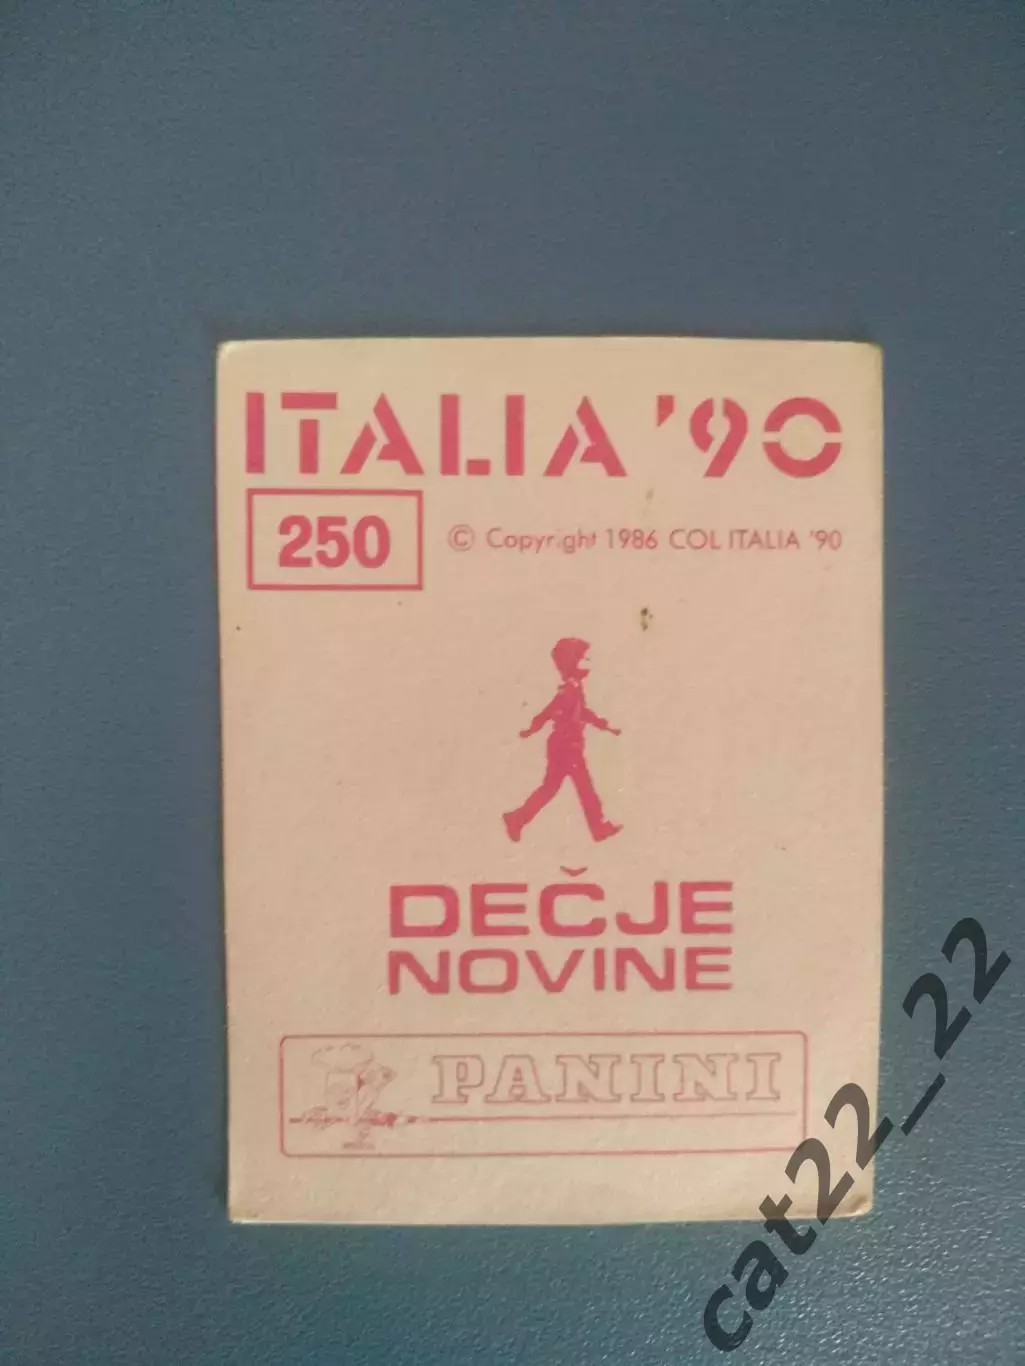 ITALIA '90
250
© Copyright 1986 COL ITALIA '90
DEČJE
NOVINE
PANINI
cat22_22